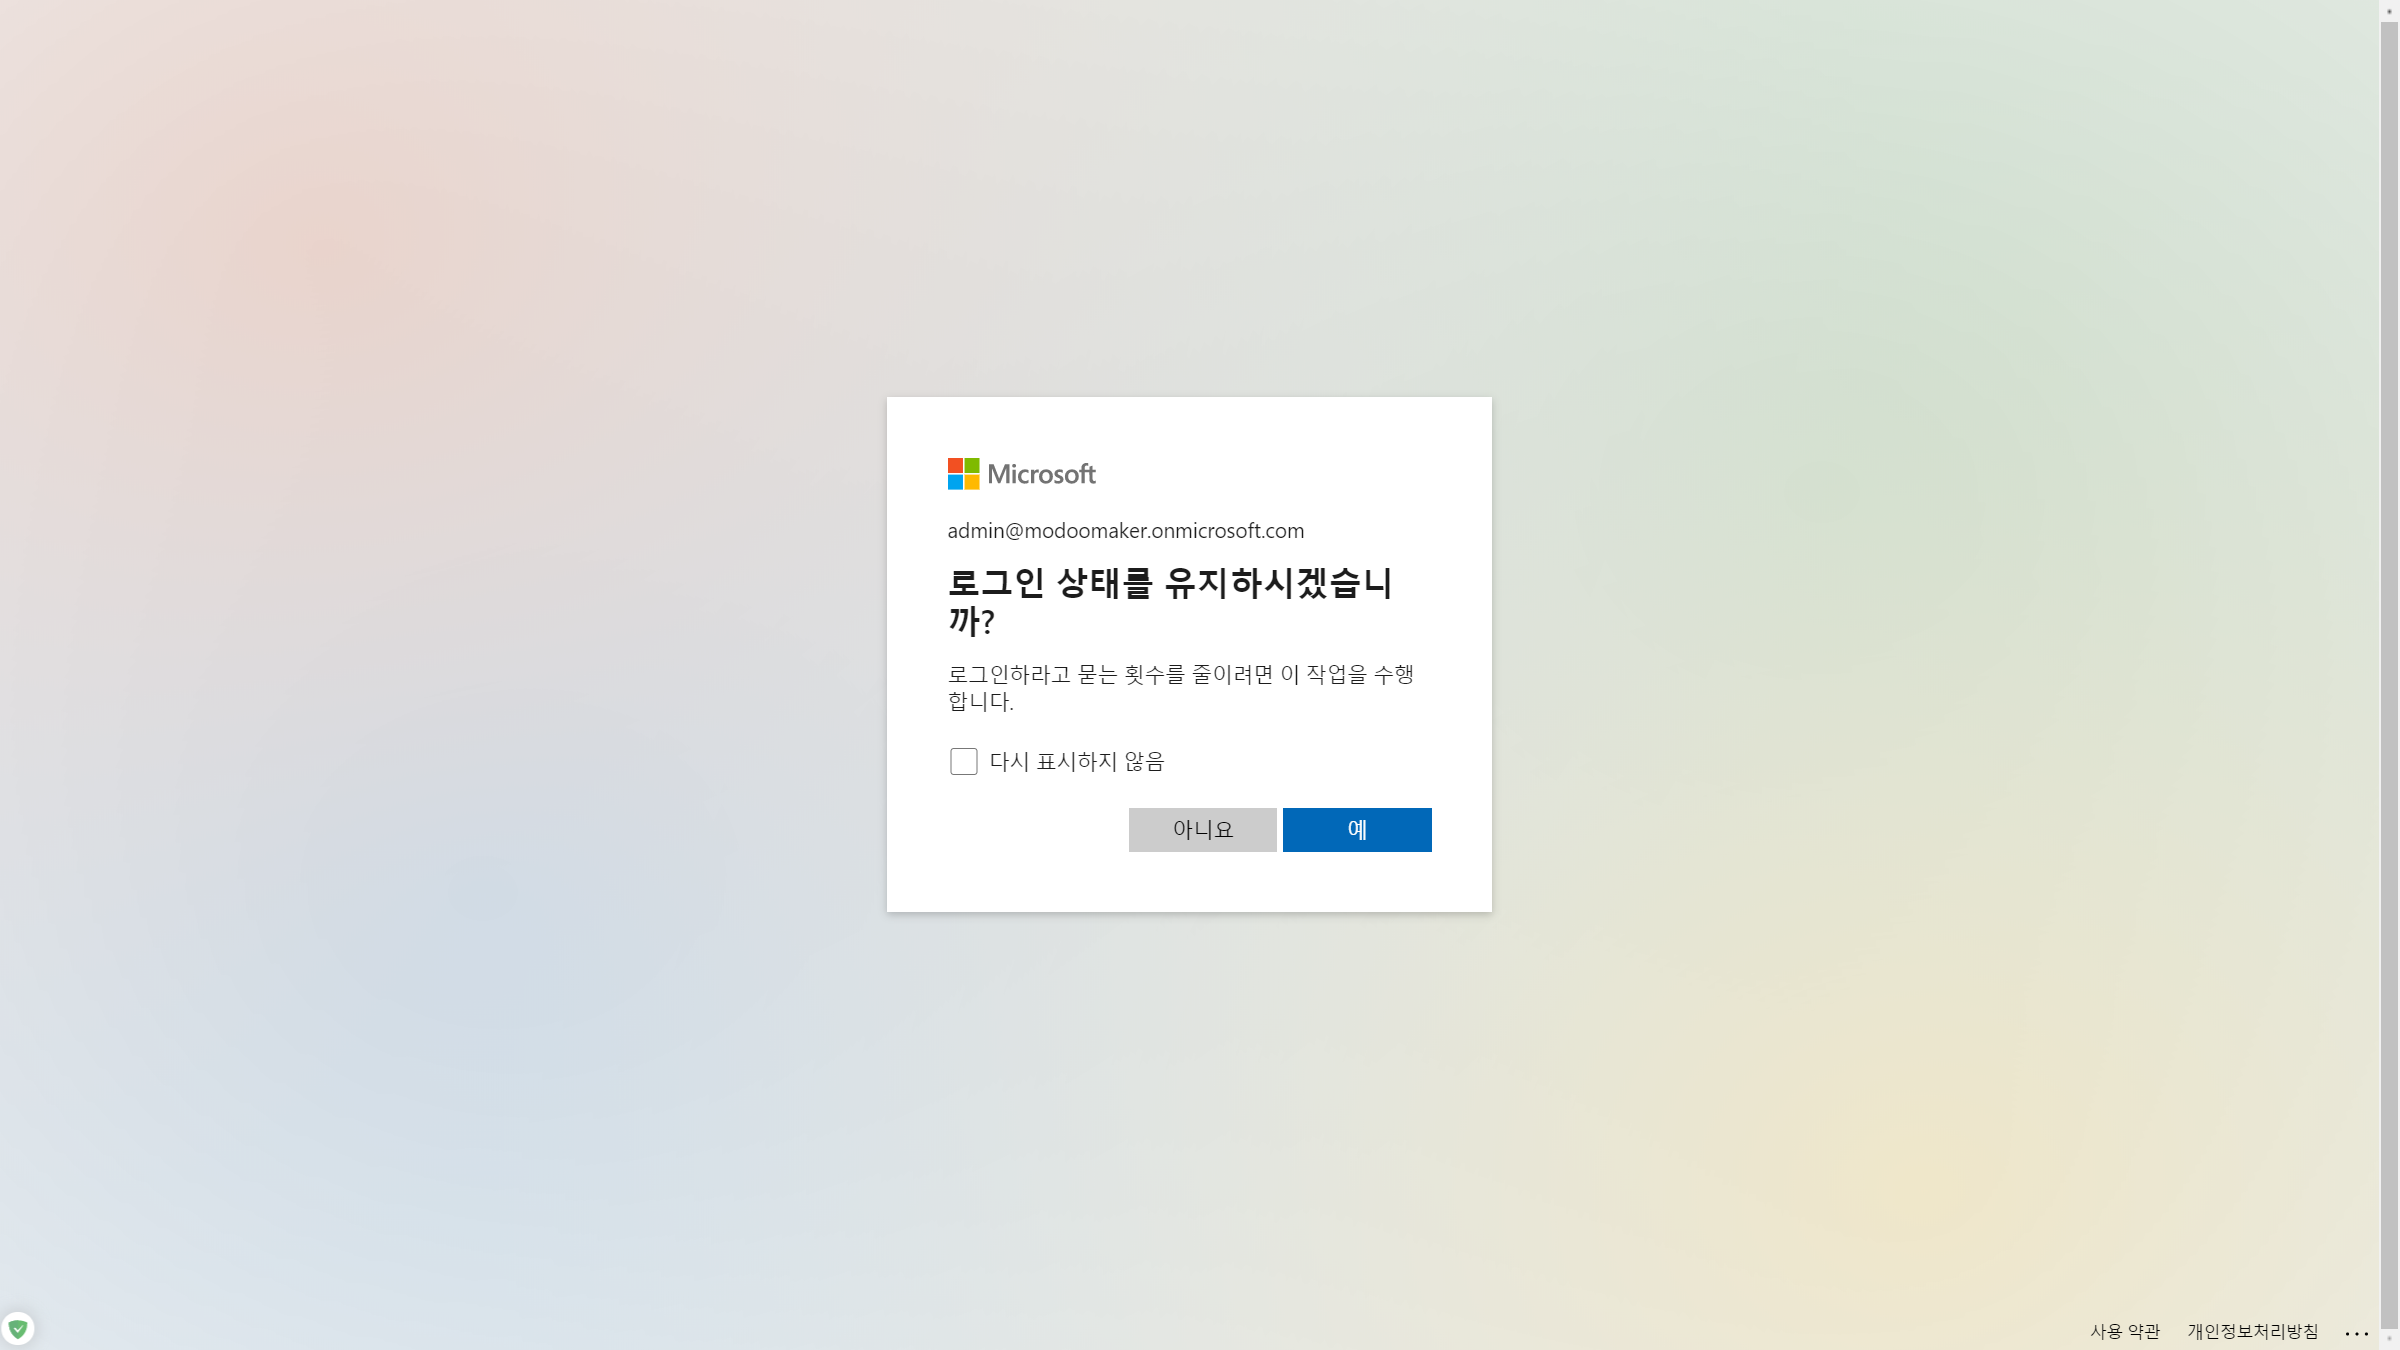 Microsoft
admin@modoomaker.onmicrosoft.com
로그인 상태를 유지하시겠습니
까?
로그인하라고 묻는 횟수를 줄이려면 이 작업을 수행
합니다.
다시 표시하지 않음
아니요
예
사용 약관
개인정보처리방침
...